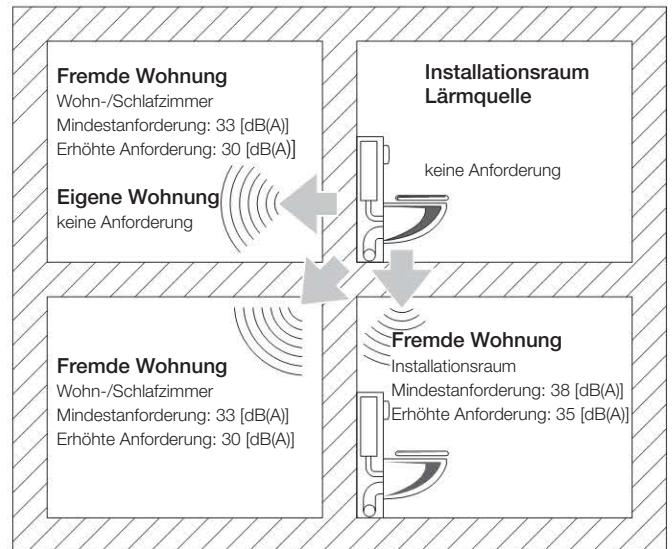 Fremde Wohnung
Wohn-/Schlafzimmer
Mindestanforderung: 33 [dB(A)]
Erhöhte Anforderung: 30 [dB(A)]
Eigene Wohnung
keine Anforderung
Installationsraum
Lärmquelle
keine Anforderung
Fremde Wohnung
Wohn-/Schlafzimmer
Mindestanforderung: 33 [dB(A)]
Erhöhte Anforderung: 30 [dB(A)]
Fremde Wohnung
Installationsraum
Mindestanforderung: 38 [dB(A)]
Erhöhte Anforderung: 35 [dB(A)]